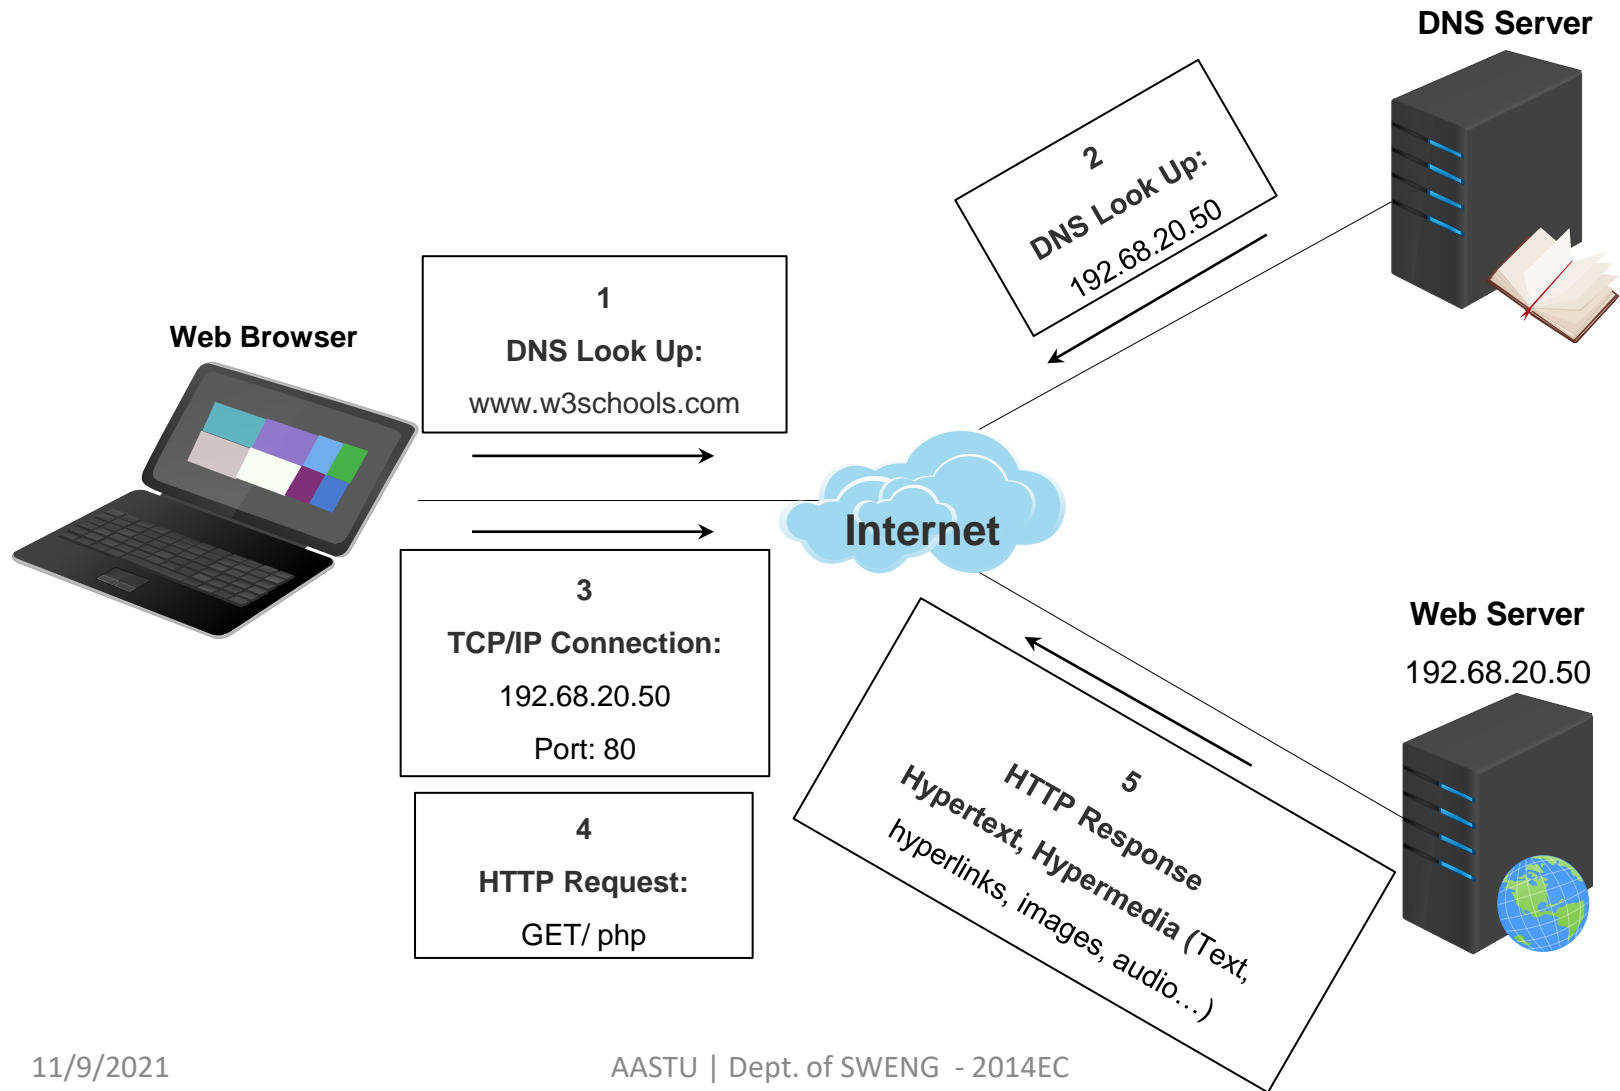 DNS Server
2
DNS Look Up:
192.68.20.50
1
DNS Look Up:
www.w3schools.com
Web Browser
Internet
3
TCP/IP Connection:
192.68.20.50
Port: 80
Web Server
192.68.20.50
4
HTTP Request:
GET/ php
5
HTTP Response
Hypertext, Hypermedia (Text,
hyperlinks, images, audio…)
11/9/2021
AASTU | Dept. of SWENG - 2014EC